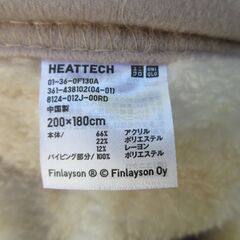 HEATTECH
01-36-0F130A
361-438102(04-01)
8124-012J-00RD
中国製
200×180cm
本体/ 66% アクリル
22% ポリエステル
12% レーヨン
パイピング部分/ 100% ポリエステル
Finlayson ® © Finlayson Oy